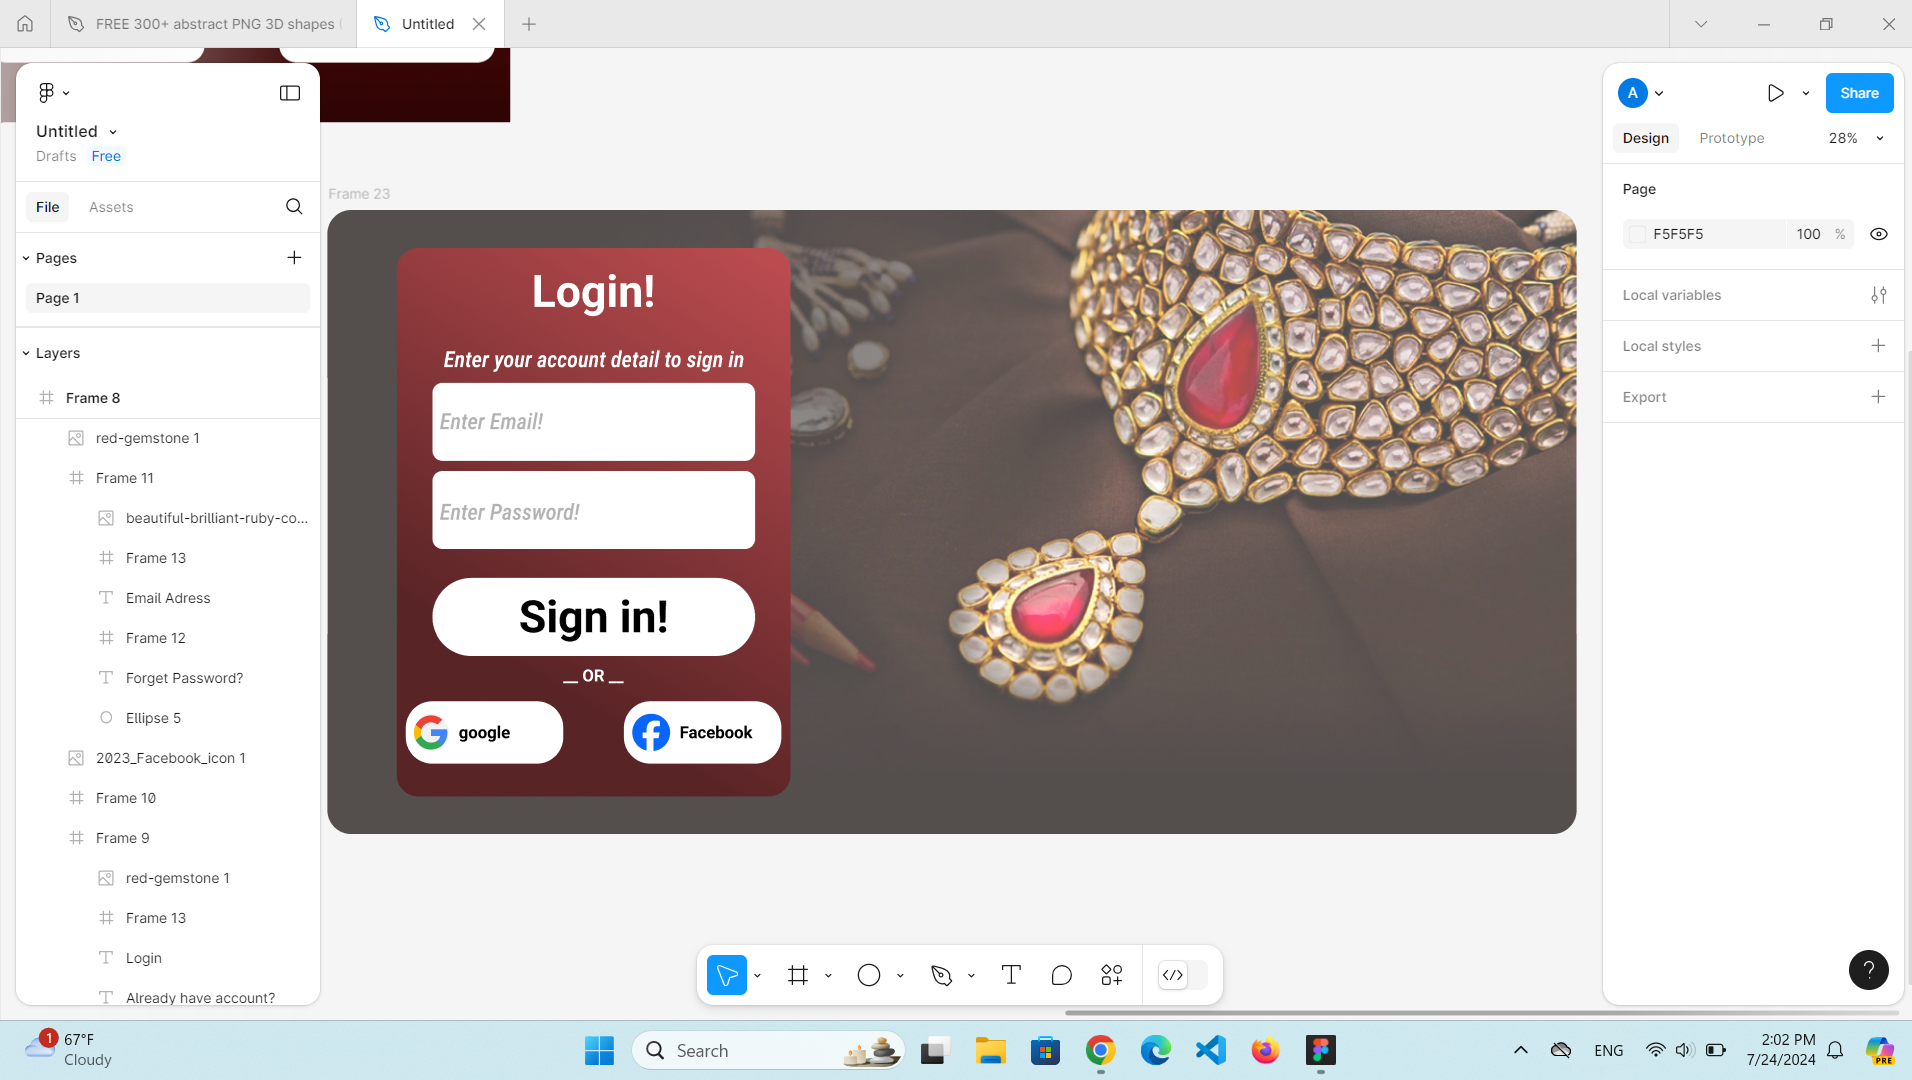 FREE 300+ abstract PNG 3D shapes (
Untitled
Untitled
Drafts
Free
File
Assets
Pages
Page 1
Layers
Frame 8
red-gemstone 1
Frame 11
beautiful-brilliant-ruby-co...
Frame 13
Email Adress
Frame 12
Forget Password?
Ellipse 5
2023_Facebook_icon 1
Frame 10
Frame 9
red-gemstone 1
Frame 13
Login
Already have account?
Frame 23
Login!
Enter your account detail to sign in
Enter Email!
Enter Password!
Sign in!
__ OR __
google
Facebook
A
Share
Design
Prototype
28%
Page
F5F5F5
100 %
Local variables
Local styles
Export
?
1
67°F
Cloudy
Search
ENG
2:02 PM
7/24/2024
PRE